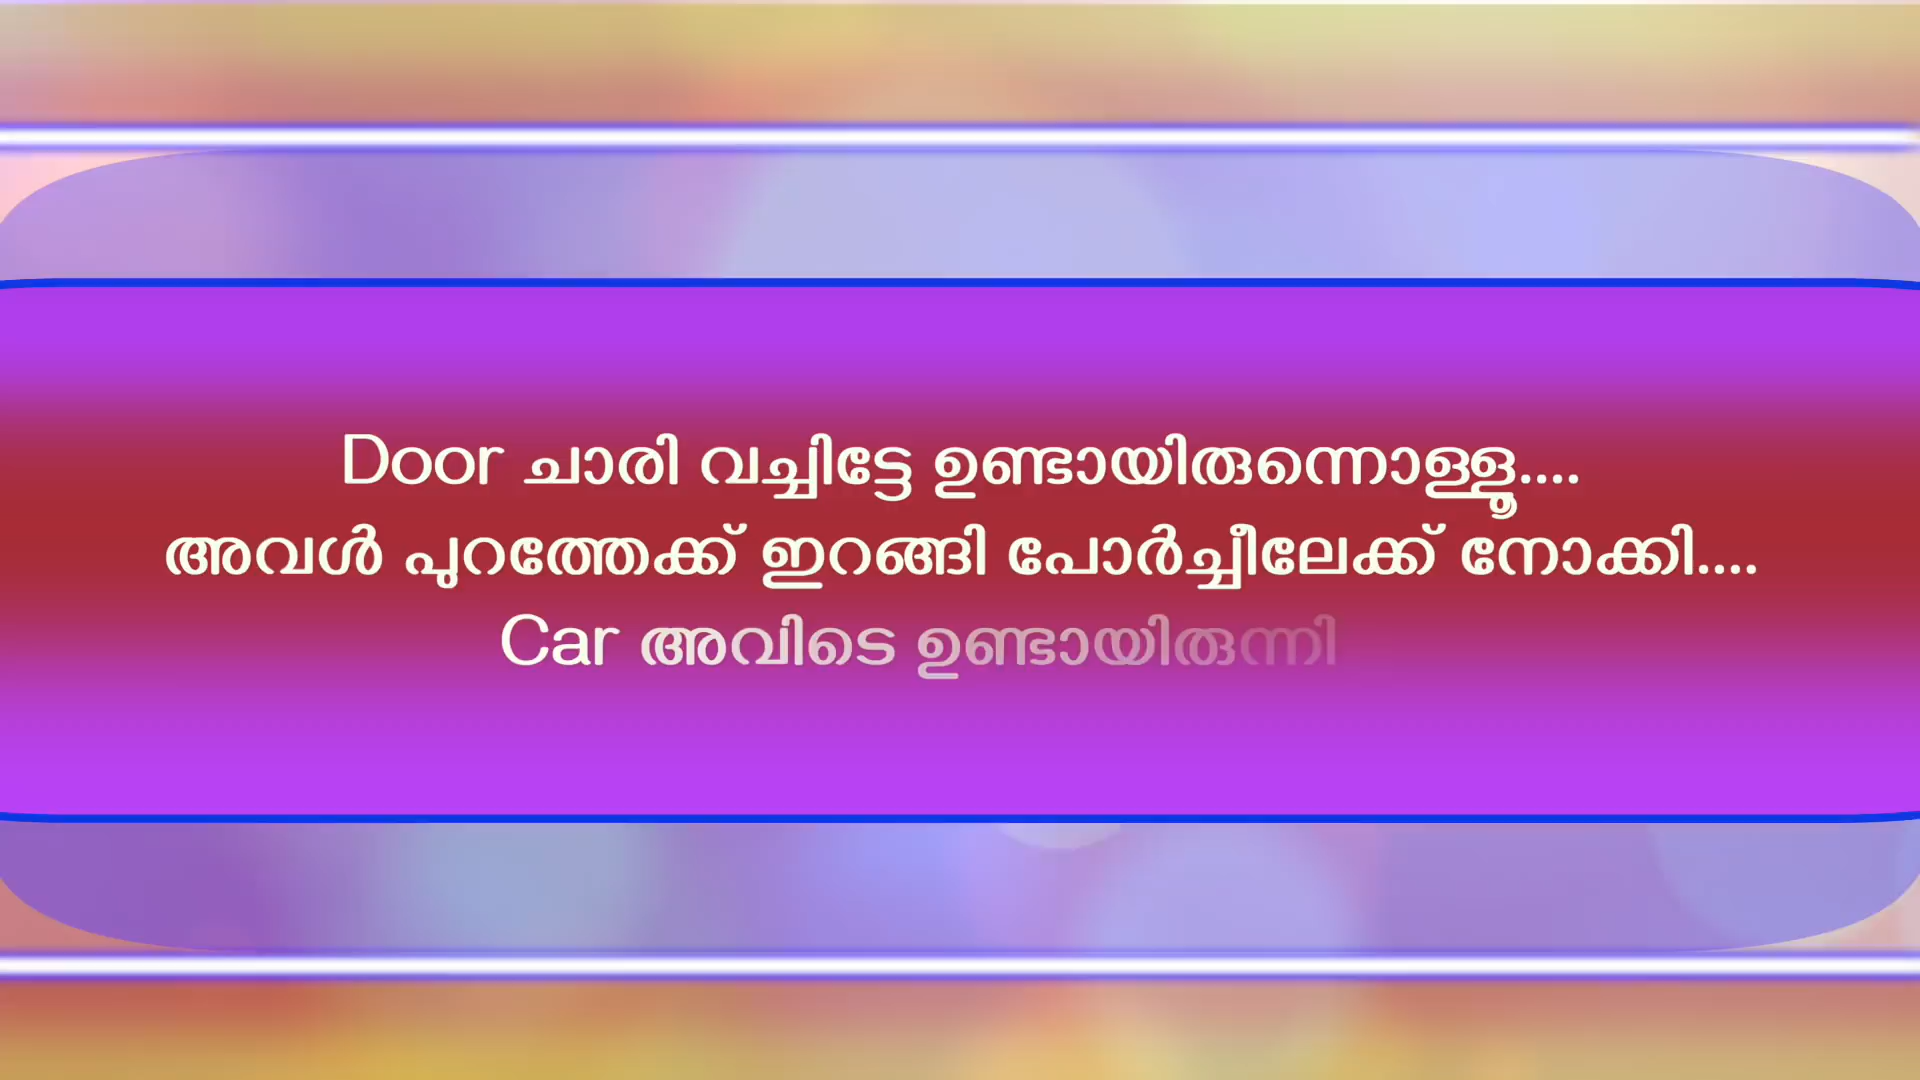 Door ചാരി വച്ചിട്ടേ ഉണ്ടായിരുന്നൊള്ളൂ....
അവൾ പുറത്തേക്ക് ഇറങ്ങി പോർച്ചീലേക്ക് നോക്കി....
Car അവിടെ ഉണ്ടായിരുന്നി